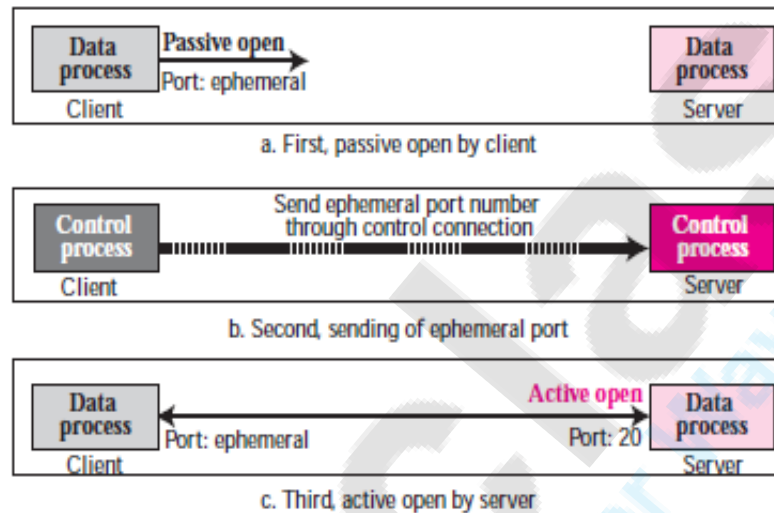 Data
process
Passive open
Port: ephemeral
Client
Data
process
Server
a. First, passive open by client
Control
process
Send ephemeral port number
through control connection
Client
Control
process
Server
b. Second, sending of ephemeral port
Data
process
Port: ephemeral
Client
Active open
Port: 20
Data
process
Server
c. Third, active open by server